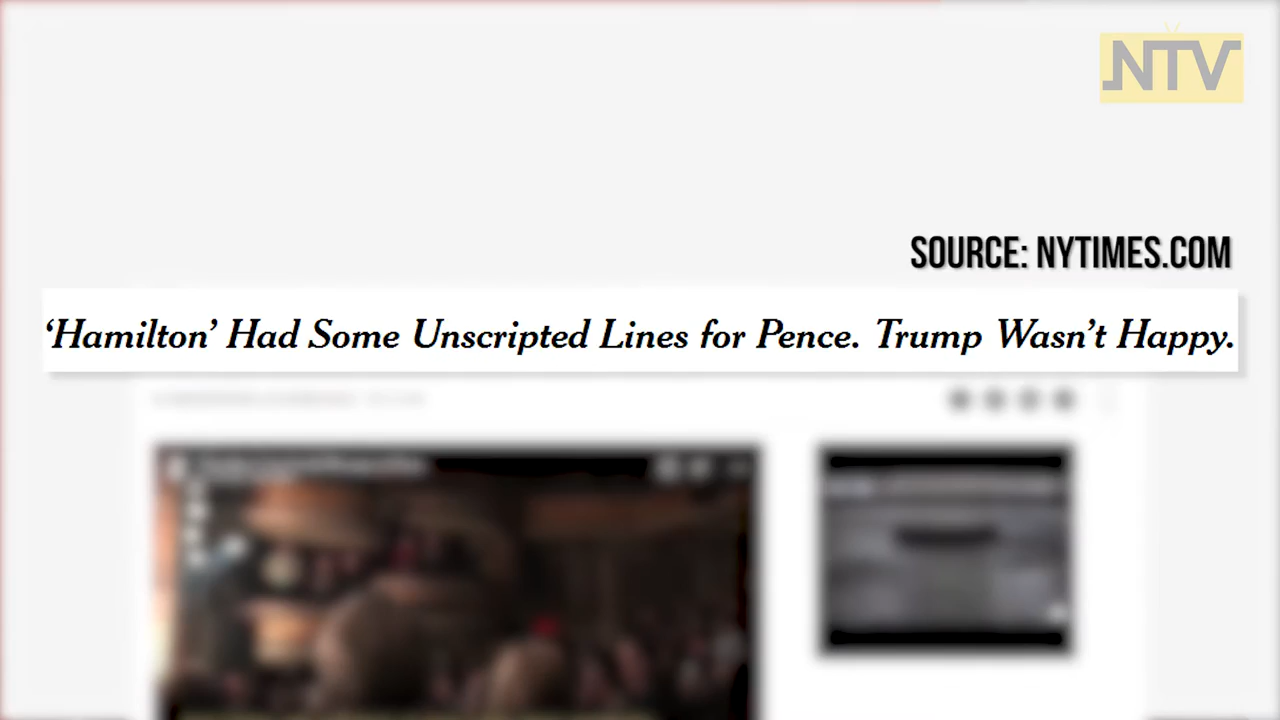 NTV
SOURCE: NYTIMES.COM
‘Hamilton’ Had Some Unscripted Lines for Pence. Trump Wasn’t Happy.